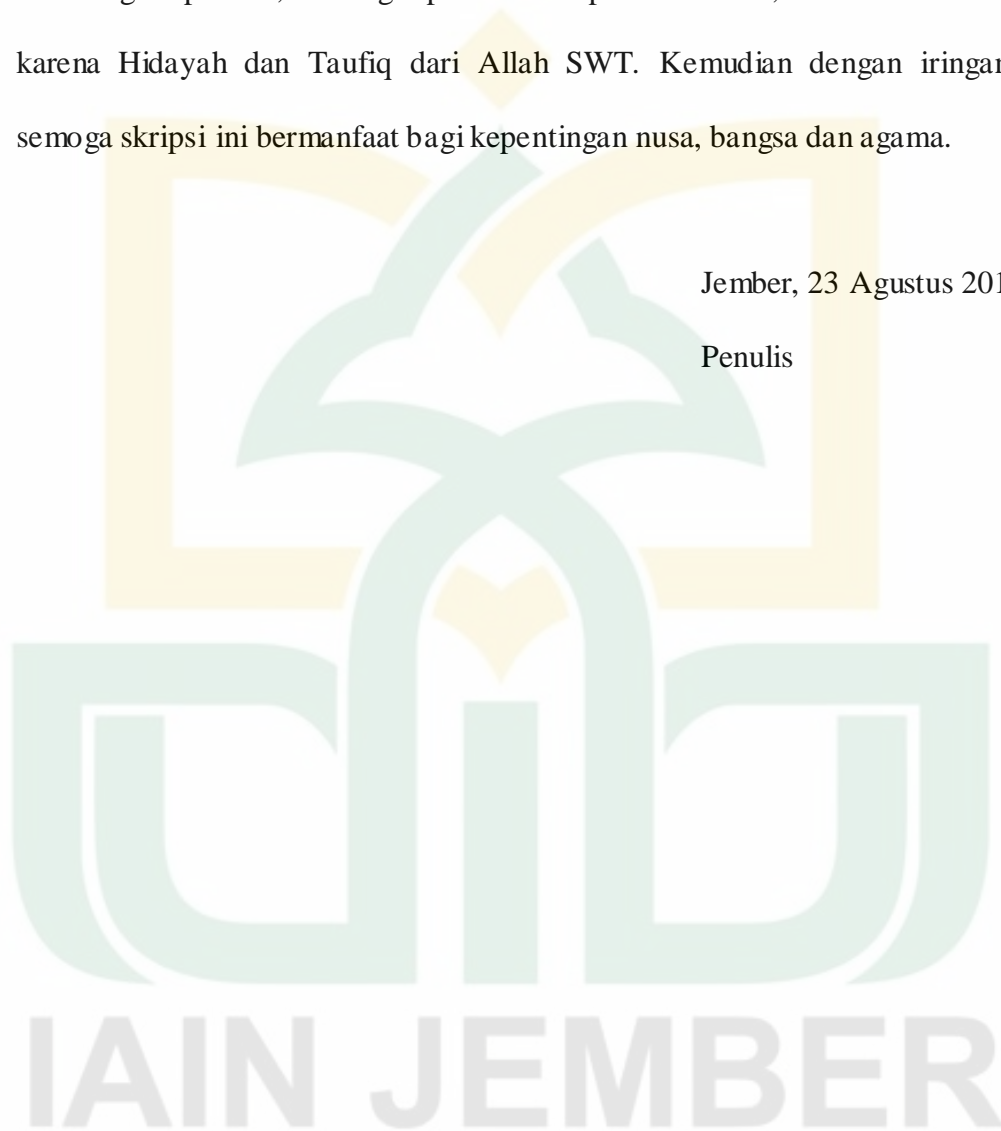 karena Hidayah dan Taufiq dari Allah SWT. Kemudian dengan iringan
semoga skripsi ini bermanfaat bagi kepentingan nusa, bangsa dan agama.
Jember, 23 Agustus 201
Penulis
IAIN JEMBER